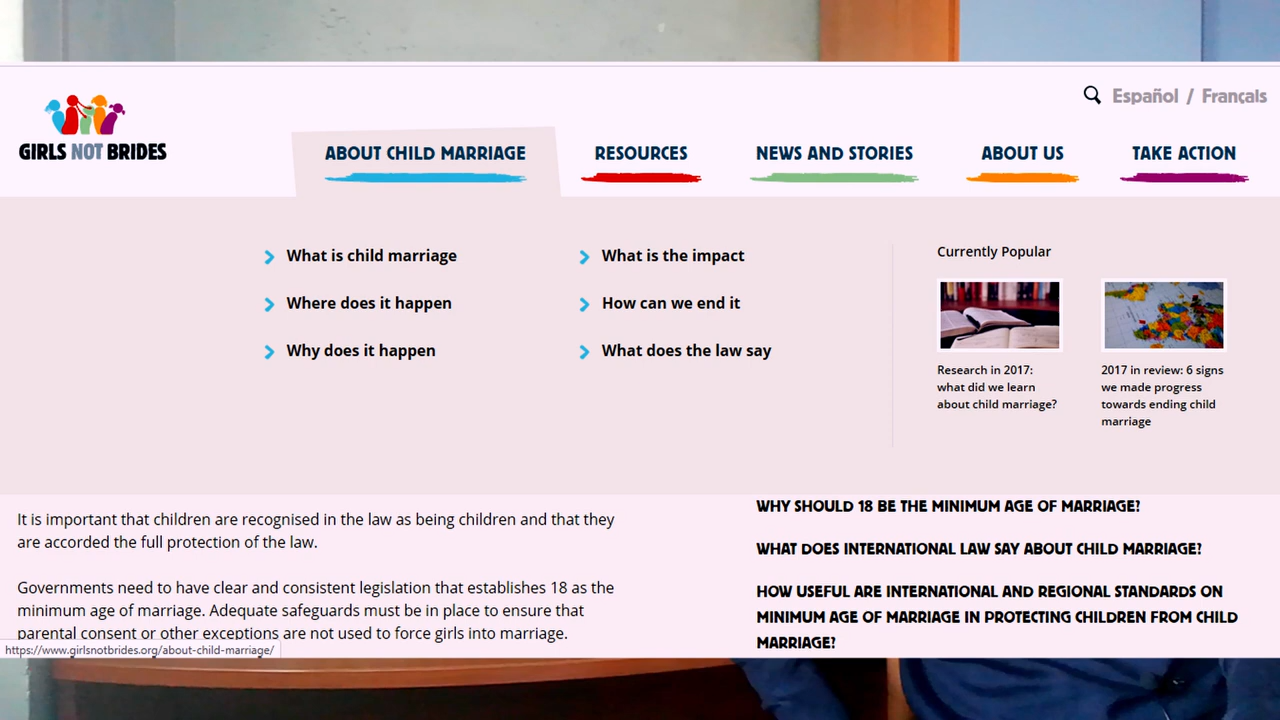 Español / Français
GIRLS NOT BRIDES
ABOUT CHILD MARRIAGE
RESOURCES
NEWS AND STORIES
ABOUT US
TAKE ACTION
What is child marriage
Where does it happen
Why does it happen
What is the impact
How can we end it
What does the law say
Currently Popular
Research in 2017:
what did we learn
about child marriage?
2017 in review: 6 signs
we made progress
towards ending child
marriage
It is important that children are recognised in the law as being children and that they
are accorded the full protection of the law.
Governments need to have clear and consistent legislation that establishes 18 as the
minimum age of marriage. Adequate safeguards must be in place to ensure that
parental consent or other exceptions are not used to force girls into marriage.
https://www.girlsnotbrides.org/about-child-marriage/
WHY SHOULD 18 BE THE MINIMUM AGE OF MARRIAGE?
WHAT DOES INTERNATIONAL LAW SAY ABOUT CHILD MARRIAGE?
HOW USEFUL ARE INTERNATIONAL AND REGIONAL STANDARDS ON
MINIMUM AGE OF MARRIAGE IN PROTECTING CHILDREN FROM CHILD
MARRIAGE?